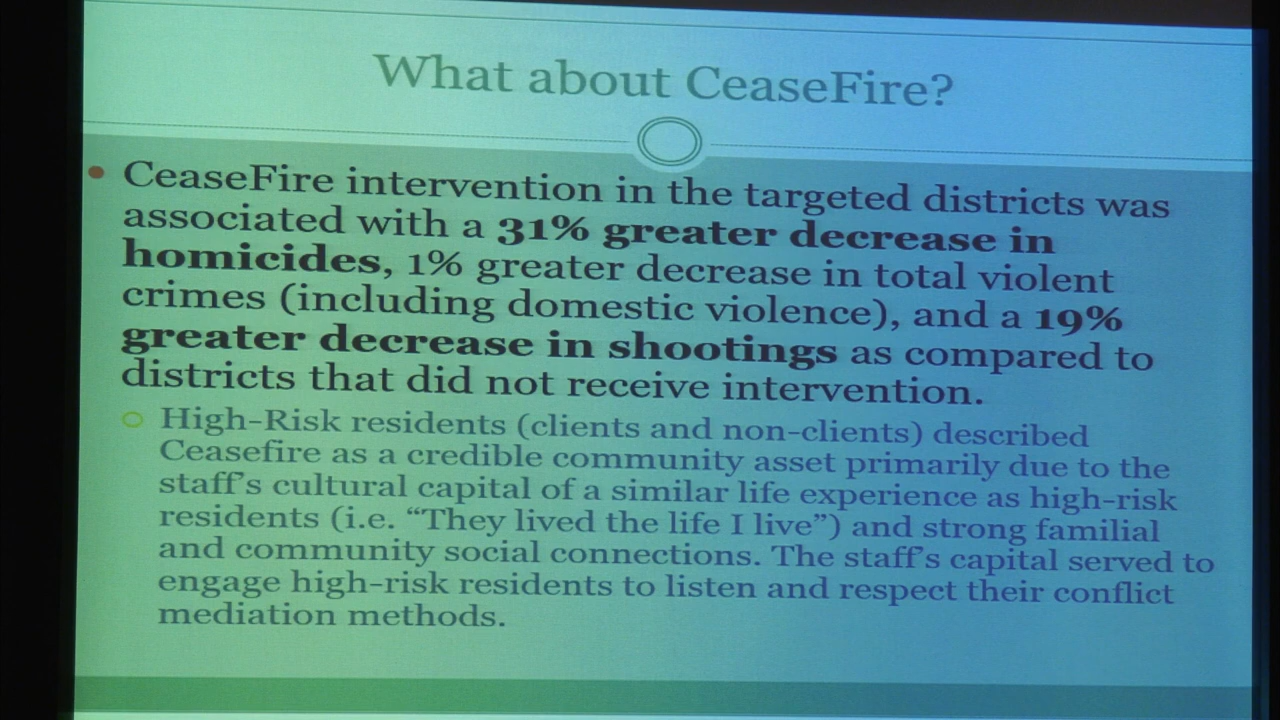 What about CeaseFire?
CeaseFire intervention in the targeted districts was
associated with a 31% greater decrease in
homicides, 1% greater decrease in total violent
crimes (including domestic violence), and a 19%
greater decrease in shootings as compared to
districts that did not receive intervention.
High-Risk residents (clients and non-clients) described
Ceasefire as a credible community asset primarily due to the
staff's cultural capital of a similar life experience as high-risk
residents (i.e. “They lived the life I live”) and strong familial
and community social connections. The staff's capital served to
engage high-risk residents to listen and respect their conflict
mediation methods.